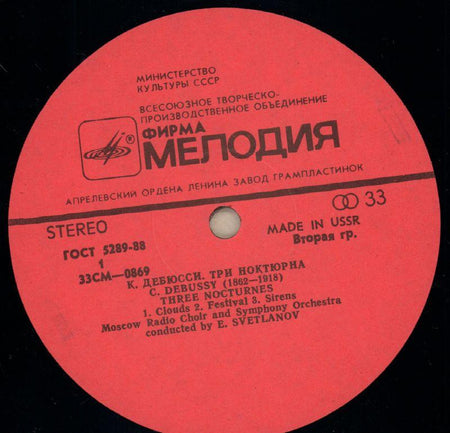 МИНИСТЕРСТВО
КУЛЬТУРЫ СССР
ВСЕСОЮЗНОЕ ТВОРЧЕСКО-
ПРОИЗВОДСТВЕННОЕ ОБЪЕДИНЕНИЕ
ФИРМА
МЕЛОДИЯ
АПРЕЛЕВСКИЙ ОРДЕНА ЛЕНИНА ЗАВОД ГРАМПЛАСТИНОК
STEREO
33
ГОСТ 5289-88
MADE IN USSR
1
Вторая гр.
33СМ—0869
К. ДЕБЮССИ. ТРИ НОКТЮРНА
C. DEBUSSY (1862—1918)
THREE NOCTURNES
1. Clouds 2. Festival 3. Sirens
Moscow Radio Choir and Symphony Orchestra
conducted by E. SVETLANOV